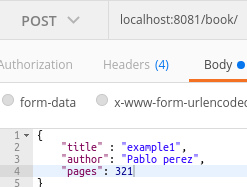 POST localhost:8081/book/
Authorization Headers (4) Body
form-data x-www-form-urlencoded
1 {
2 "title" : "example1",
3 "author": "Pablo perez",
4 "pages": 321
5 }